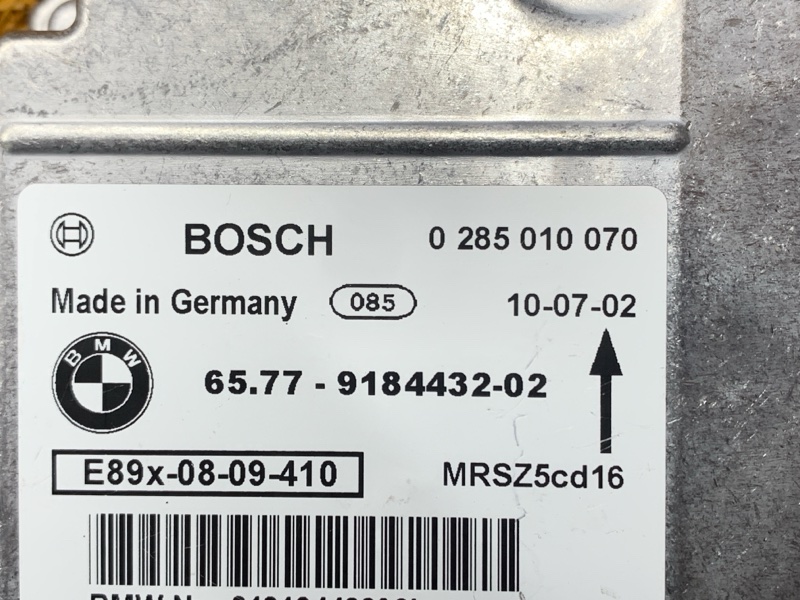 BOSCH 0 285 010 070
Made in Germany 085 10-07-02
BMW
65.77 - 9184432-02
E89x-08-09-410 MRSZ5cd16